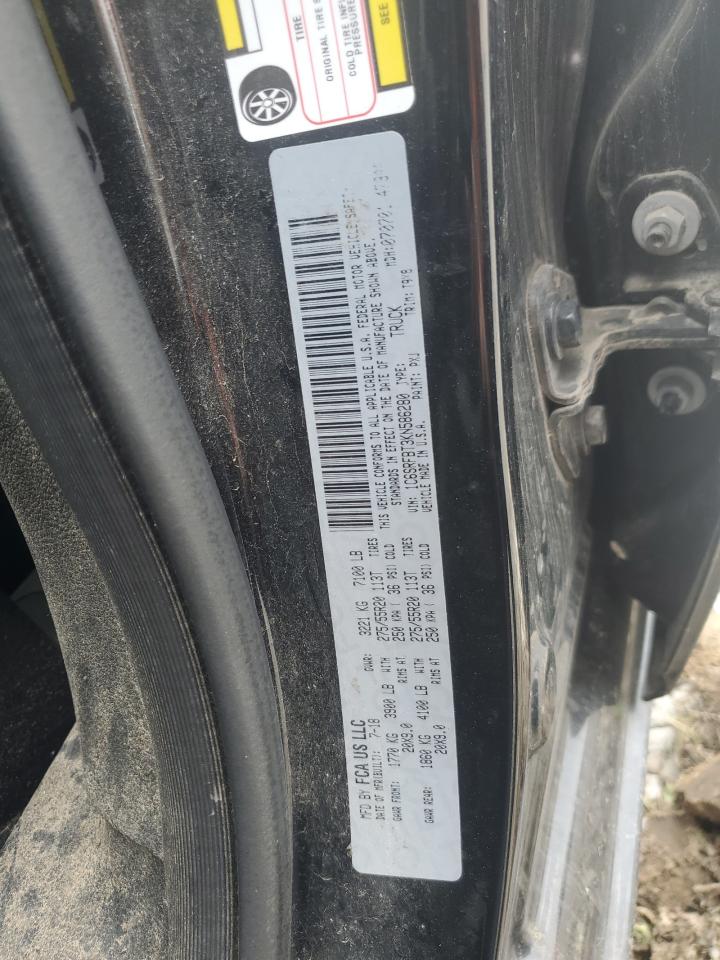 TIRE
ORIGINAL TIRE
COLD TIRE
PRESSURE
SEE
MFD BY FCA US LLC
DATE OF MFR(BUILT): 7-18 GVWR: 3221 KG 7100 LB
GAWR FRONT: 1770 KG 3900 LB WITH 275/55R20 113T TIRES
20X9.0 RIMS AT 250 KPA ( 36 PSI) COLD
GAWR REAR: 1860 KG 4100 LB WITH 275/55R20 113T TIRES
20X9.0 RIMS AT 250 KPA ( 36 PSI) COLD
THIS VEHICLE CONFORMS TO ALL APPLICABLE U.S.A. FEDERAL MOTOR VEHICLE
STANDARDS IN EFFECT ON THE DATE OF MANUFACTURE SHOWN ABOVE.
VIN: 1C6SRFBT3KN586280 TYPE: TRUCK MDH:070701
VEHICLE MADE IN U.S.A. PAINT: PXJ TRIM: